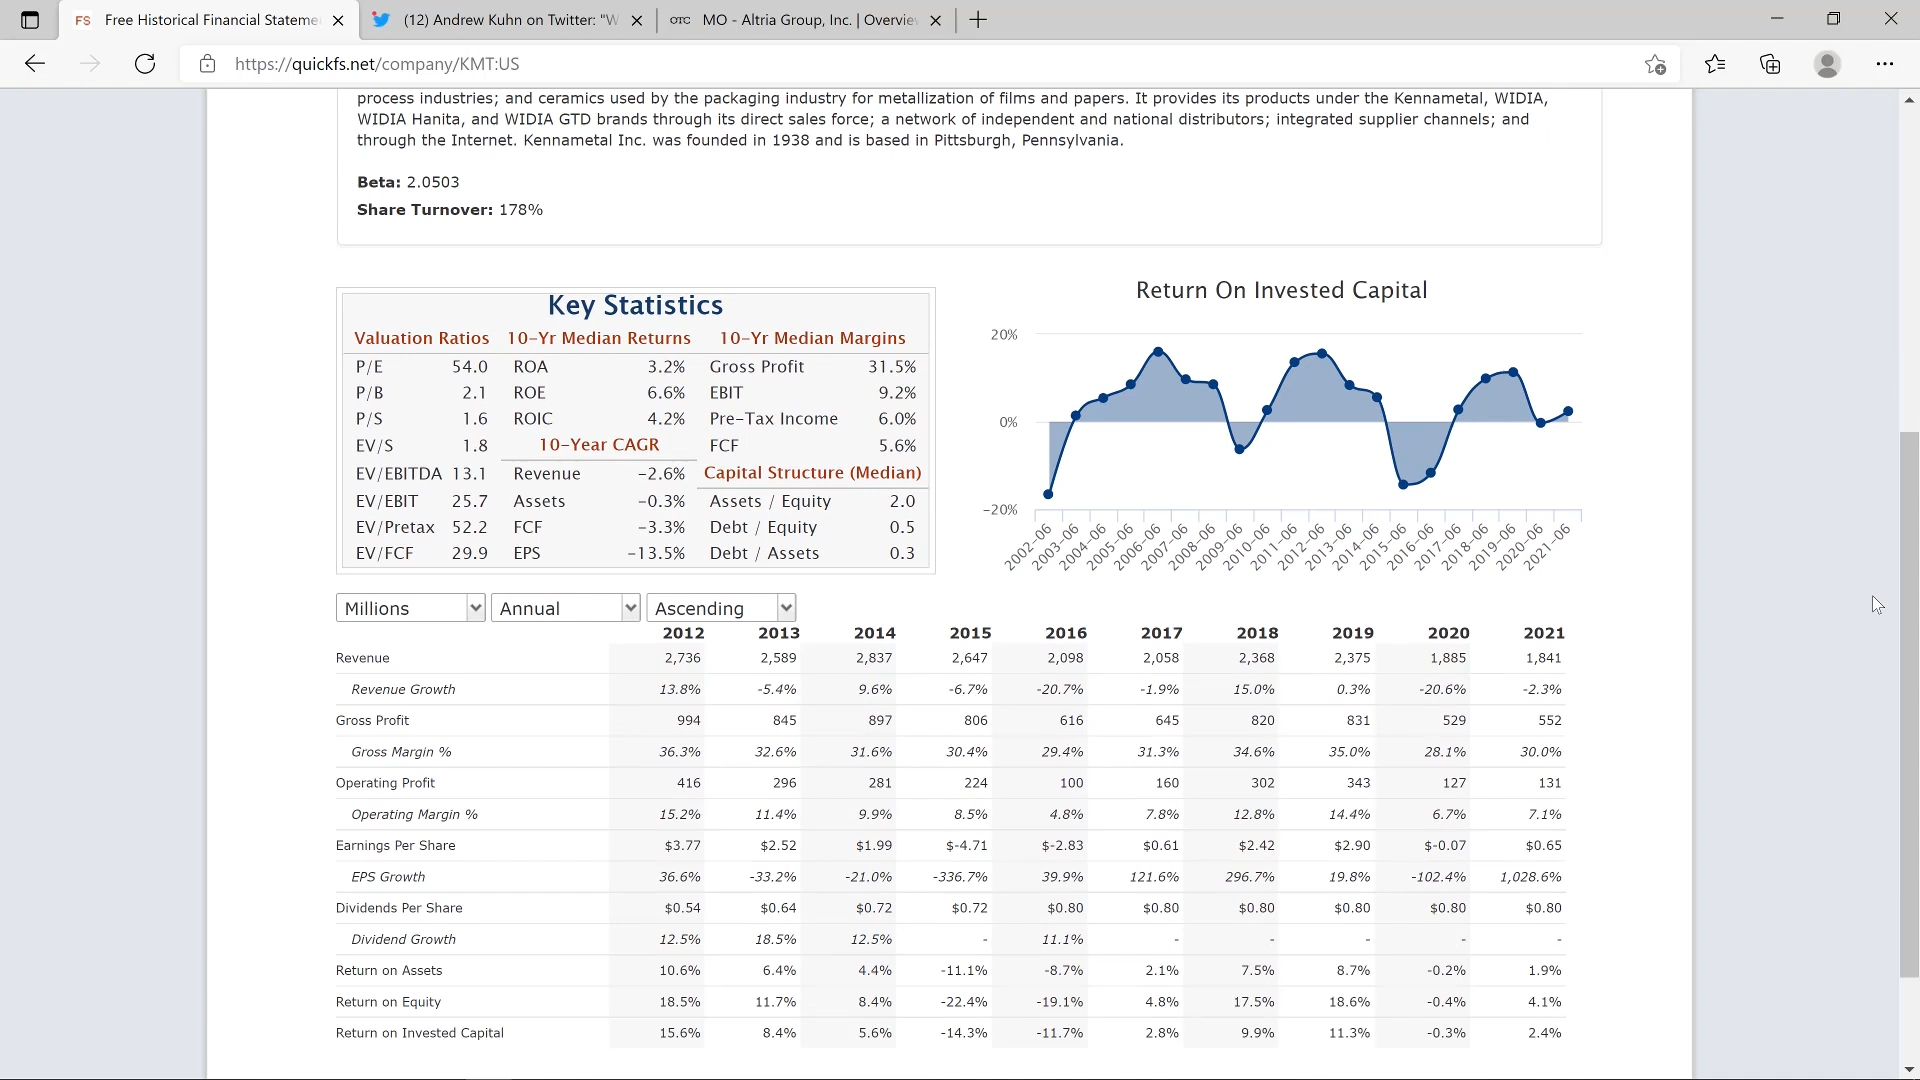 Free Historical Financial Stateme
(12) Andrew Kuhn on Twitter: "W
OTC MO - Altria Group, Inc. | Overvie
https://quickfs.net/company/KMT:US
process industries; and ceramics used by the packaging industry for metallization of films and papers. It provides its products under the Kennametal, WIDIA,
WIDIA Hanita, and WIDIA GTD brands through its direct sales force; a network of independent and national distributors; integrated supplier channels; and
through the Internet. Kennametal Inc. was founded in 1938 and is based in Pittsburgh, Pennsylvania.
Beta: 2.0503
Share Turnover: 178%
Key Statistics
Valuation Ratios 10-Yr Median Returns 10-Yr Median Margins
P/E 54.0 ROA 3.2% Gross Profit 31.5%
P/B 2.1 ROE 6.6% EBIT 9.2%
P/S 1.6 ROIC 4.2% Pre-Tax Income 6.0%
EV/S 1.8 10-Year CAGR FCF 5.6%
EV/EBITDA 13.1 Revenue -2.6% Capital Structure (Median)
EV/EBIT 25.7 Assets -0.3% Assets / Equity 2.0
EV/Pretax 52.2 FCF -3.3% Debt / Equity 0.5
EV/FCF 29.9 EPS -13.5% Debt / Assets 0.3
Return On Invested Capital
20%
0%
-20%
2002-06 2003-06 2004-06 2005-06 2006-06 2007-06 2008-06 2009-06 2010-06 2011-06 2012-06 2013-06 2014-06 2015-06 2016-06 2017-06 2018-06 2019-06 2020-06 2021-06
Millions Annual Ascending
2012 2013 2014 2015 2016 2017 2018 2019 2020 2021
Revenue 2,736 2,589 2,837 2,647 2,098 2,058 2,368 2,375 1,885 1,841
Revenue Growth 13.8% -5.4% 9.6% -6.7% -20.7% -1.9% 15.0% 0.3% -20.6% -2.3%
Gross Profit 994 845 897 806 616 645 820 831 529 552
Gross Margin % 36.3% 32.6% 31.6% 30.4% 29.4% 31.3% 34.6% 35.0% 28.1% 30.0%
Operating Profit 416 296 281 224 100 160 302 343 127 131
Operating Margin % 15.2% 11.4% 9.9% 8.5% 4.8% 7.8% 12.8% 14.4% 6.7% 7.1%
Earnings Per Share $3.77 $2.52 $1.99 $-4.71 $-2.83 $0.61 $2.42 $2.90 $-0.07 $0.65
EPS Growth 36.6% -33.2% -21.0% -336.7% 39.9% 121.6% 296.7% 19.8% -102.4% 1,028.6%
Dividends Per Share $0.54 $0.64 $0.72 $0.72 $0.80 $0.80 $0.80 $0.80 $0.80 $0.80
Dividend Growth 12.5% 18.5% 12.5% - 11.1% - - - - -
Return on Assets 10.6% 6.4% 4.4% -11.1% -8.7% 2.1% 7.5% 8.7% -0.2% 1.9%
Return on Equity 18.5% 11.7% 8.4% -22.4% -19.1% 4.8% 17.5% 18.6% -0.4% 4.1%
Return on Invested Capital 15.6% 8.4% 5.6% -14.3% -11.7% 2.8% 9.9% 11.3% -0.3% 2.4%